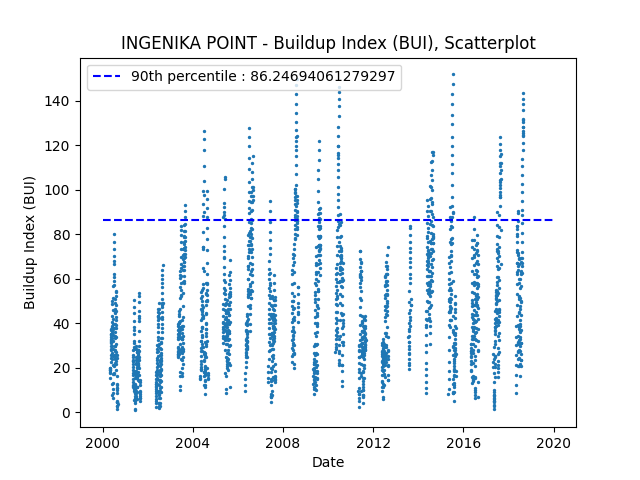 INGENIKA POINT - Buildup Index (BUI), Scatterplot
90th percentile : 86.24694061279297
140
120
100
80
60
40
20
0
Buildup Index (BUI)
2000 2004 2008 2012 2016 2020
Date